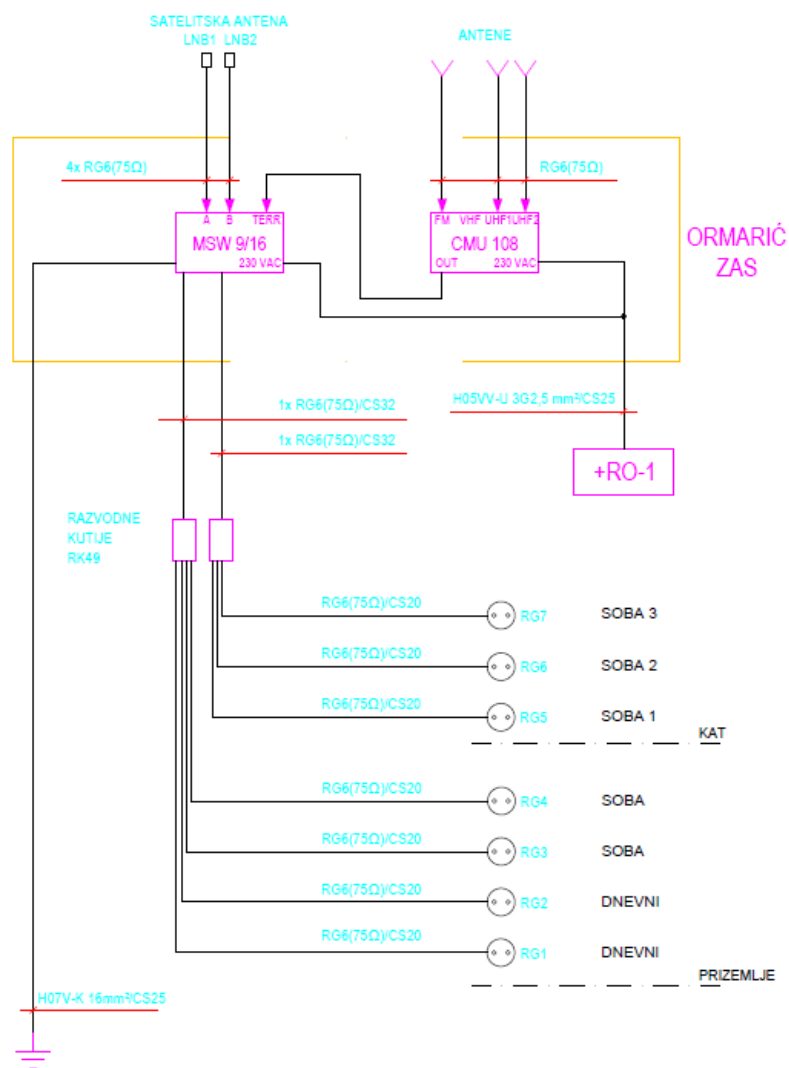 SATELITSKA ANTENA
LNB1 LNB2
ANTENE
4x RG6(75Ω)
RG6(75Ω)
A B TERR
MSW 9/16
230 VAC
FM VHF UHF1 UHF2
CMU 108
OUT 230 VAC
ORMARIĆ
ZAS
1x RG6(75Ω)/CS32
H05VV-U 3G2,5 mm²/CS25
1x RG6(75Ω)/CS32
+RO-1
RAZVODNE
KUTIJE
RK49
RG6(75Ω)/CS20 RG7 SOBA 3
RG6(75Ω)/CS20 RG6 SOBA 2
RG6(75Ω)/CS20 RG5 SOBA 1
KAT
RG6(75Ω)/CS20 RG4 SOBA
RG6(75Ω)/CS20 RG3 SOBA
RG6(75Ω)/CS20 RG2 DNEVNI
RG6(75Ω)/CS20 RG1 DNEVNI
PRIZEMLJE
H07V-K 16mm²/CS25